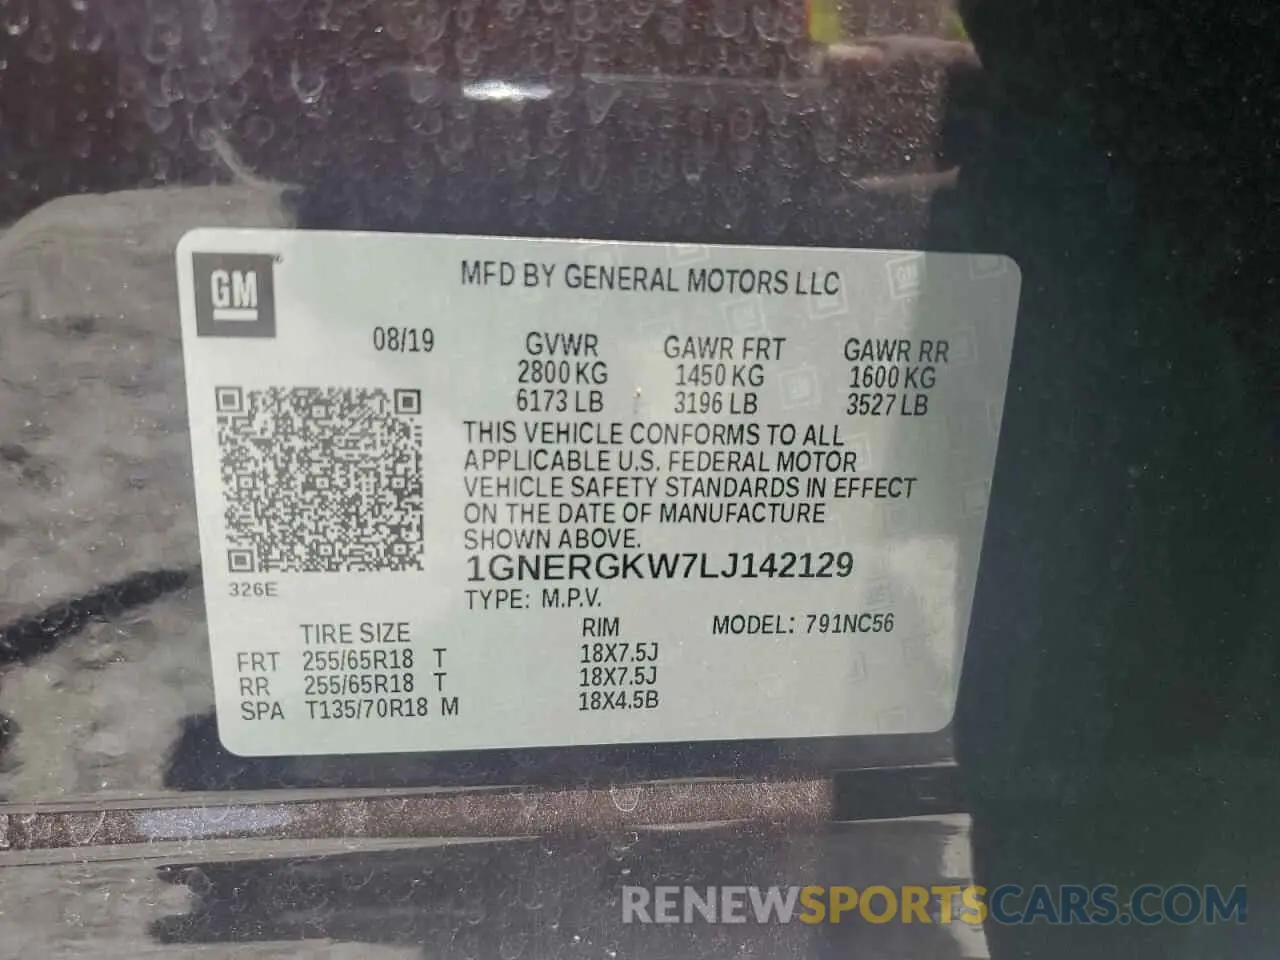 GM
MFD BY GENERAL MOTORS LLC
08/19
GVWR GAWR FRT GAWR RR
2800 KG 1450 KG 1600 KG
6173 LB 3196 LB 3527 LB
THIS VEHICLE CONFORMS TO ALL
APPLICABLE U.S. FEDERAL MOTOR
VEHICLE SAFETY STANDARDS IN EFFECT
ON THE DATE OF MANUFACTURE
SHOWN ABOVE.
1GNERGKW7LJ142129
326E
TYPE: M.P.V.
TIRE SIZE RIM MODEL: 791NC56
FRT 255/65R18 T 18X7.5J
RR 255/65R18 T 18X7.5J
SPA T135/70R18 M 18X4.5B
RENEWSPORTSCARS.COM